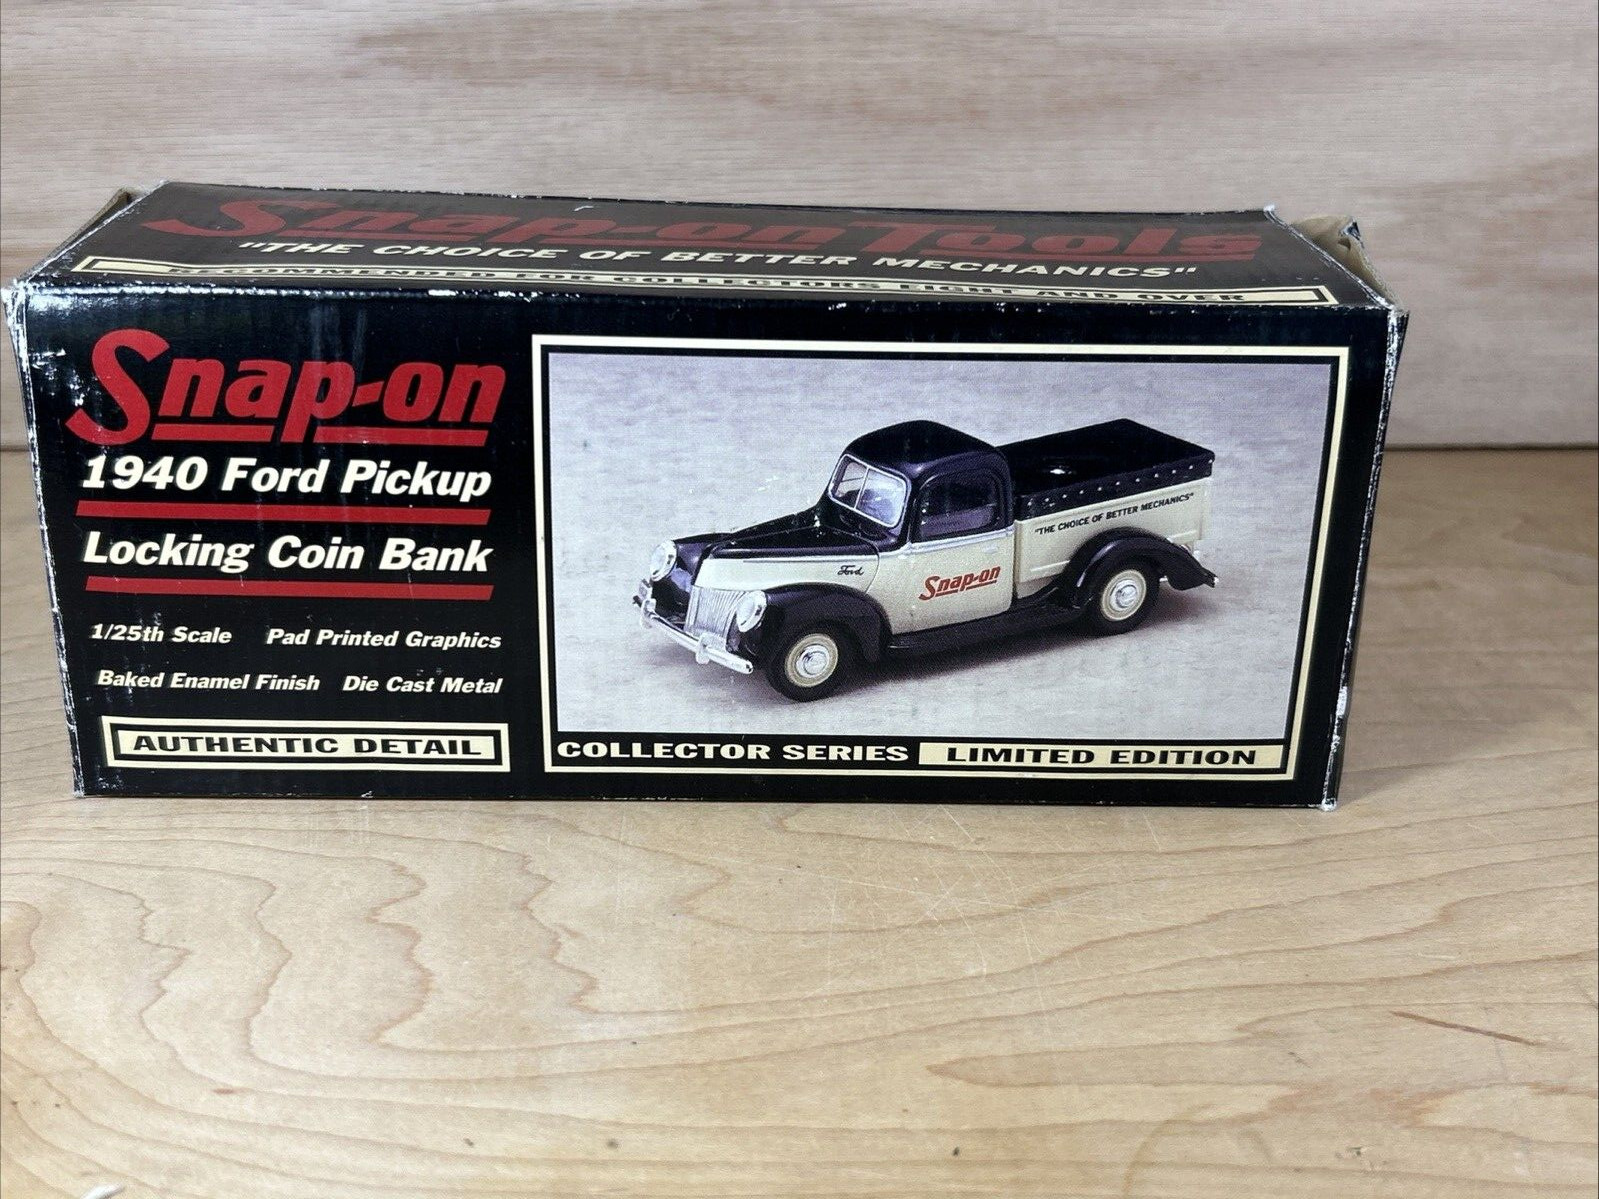 Snap-on Tools
"THE CHOICE OF BETTER MECHANICS"
RECOMMENDED FOR COLLECTORS EIGHT AND OVER
Snap-on
1940 Ford Pickup
Locking Coin Bank
1/25th Scale Pad Printed Graphics
Baked Enamel Finish Die Cast Metal
AUTHENTIC DETAIL
"THE CHOICE OF BETTER MECHANICS"
Ford
Snap-on
COLLECTOR SERIES LIMITED EDITION